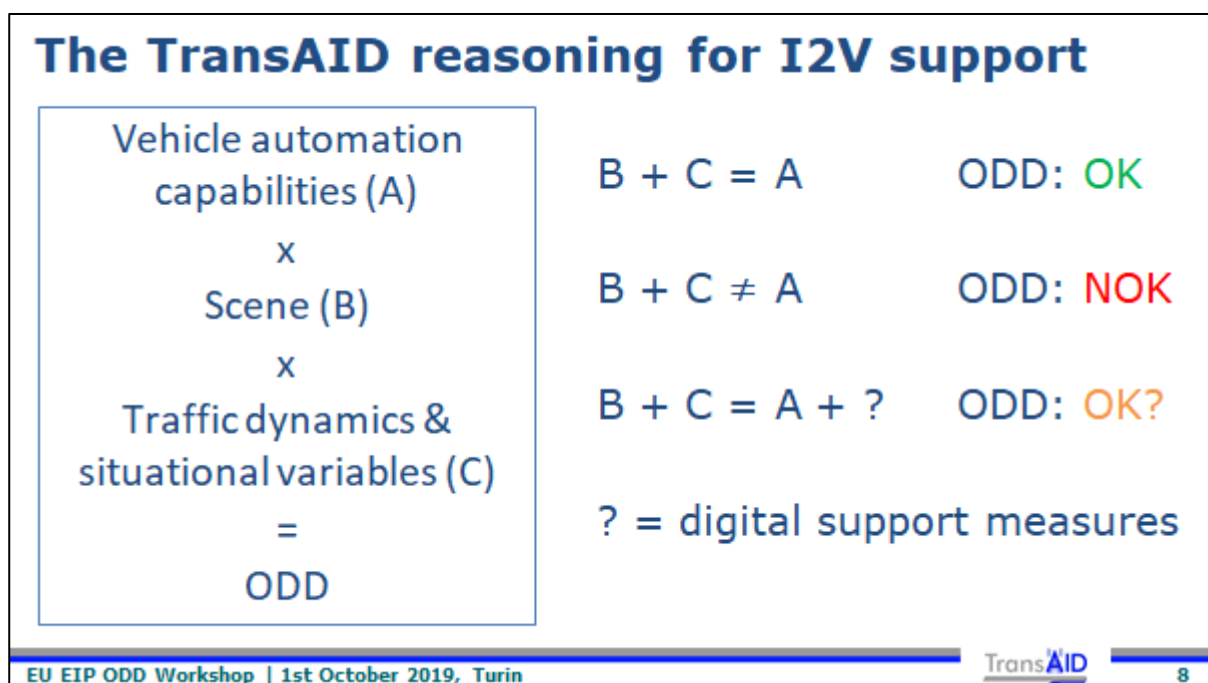 The TransAID reasoning for I2V support
Vehicle automation
capabilities (A)
x
Scene (B)
x
Traffic dynamics &
situational variables (C)
=
ODD
B + C = A ODD: OK
B + C ≠ A ODD: NOK
B + C = A + ? ODD: OK?
? = digital support measures
EU EIP ODD Workshop | 1st October 2019, Turin
TransAID
8